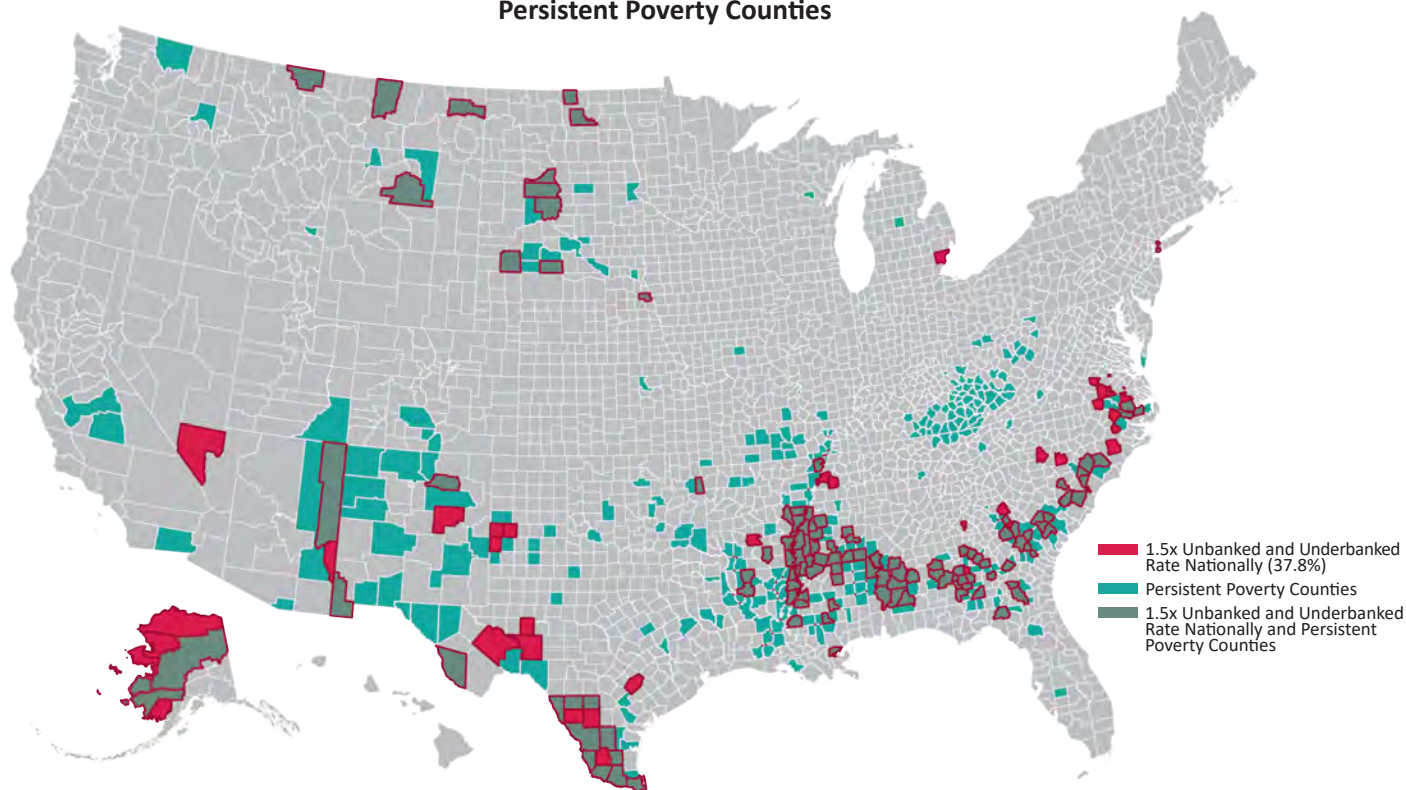 Persistent Poverty Counties
1.5x Unbanked and Underbanked
Rate Nationally (37.8%)
Persistent Poverty Counties
1.5x Unbanked and Underbanked
Rate Nationally and Persistent
Poverty Counties